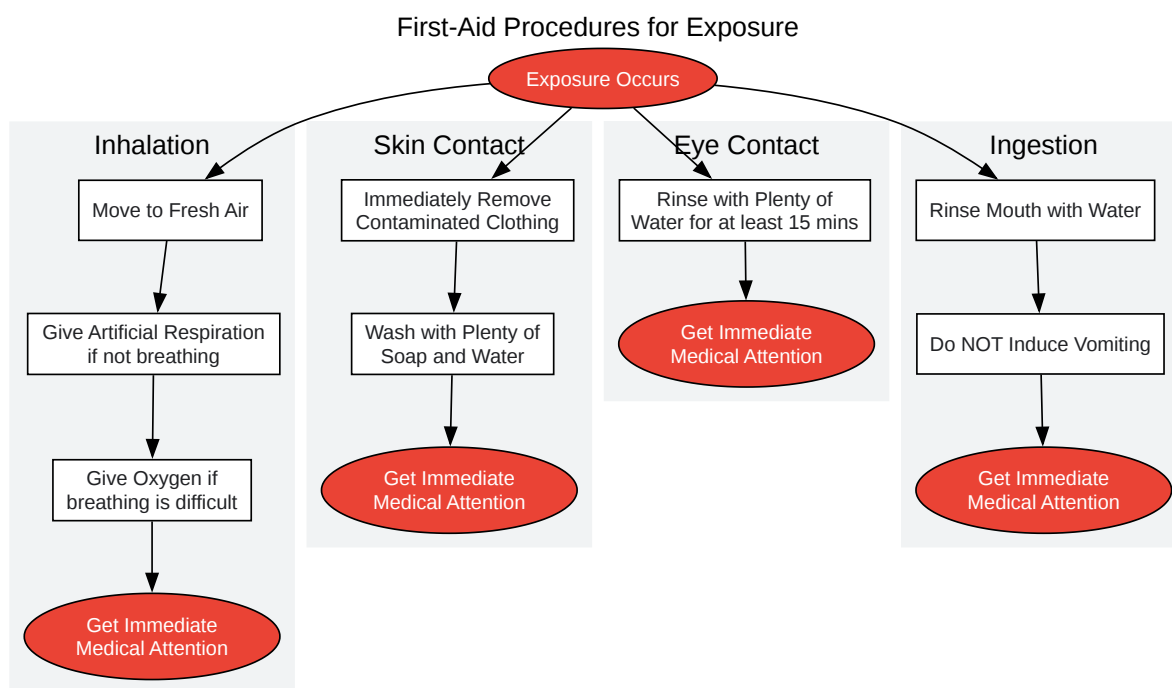 First-Aid Procedures for Exposure
Exposure Occurs
Inhalation
Move to Fresh Air
Give Artificial Respiration
if not breathing
Give Oxygen if
breathing is difficult
Get Immediate
Medical Attention
Skin Contact
Immediately Remove
Contaminated Clothing
Wash with Plenty of
Soap and Water
Get Immediate
Medical Attention
Eye Contact
Rinse with Plenty of
Water for at least 15 mins
Get Immediate
Medical Attention
Ingestion
Rinse Mouth with Water
Do NOT Induce Vomiting
Get Immediate
Medical Attention